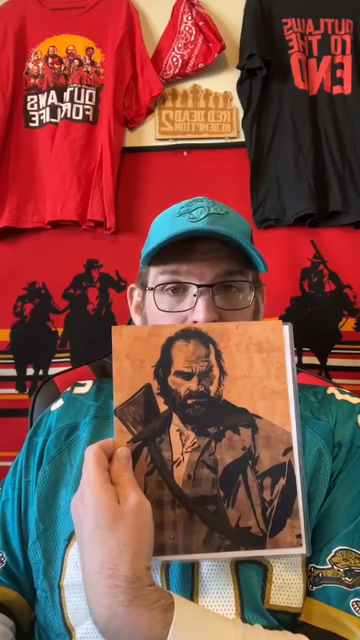 OUTLAWS
FOR LIFE
RED DEAD
REDEMPTION 2
OUTLAWS
TO THE
END